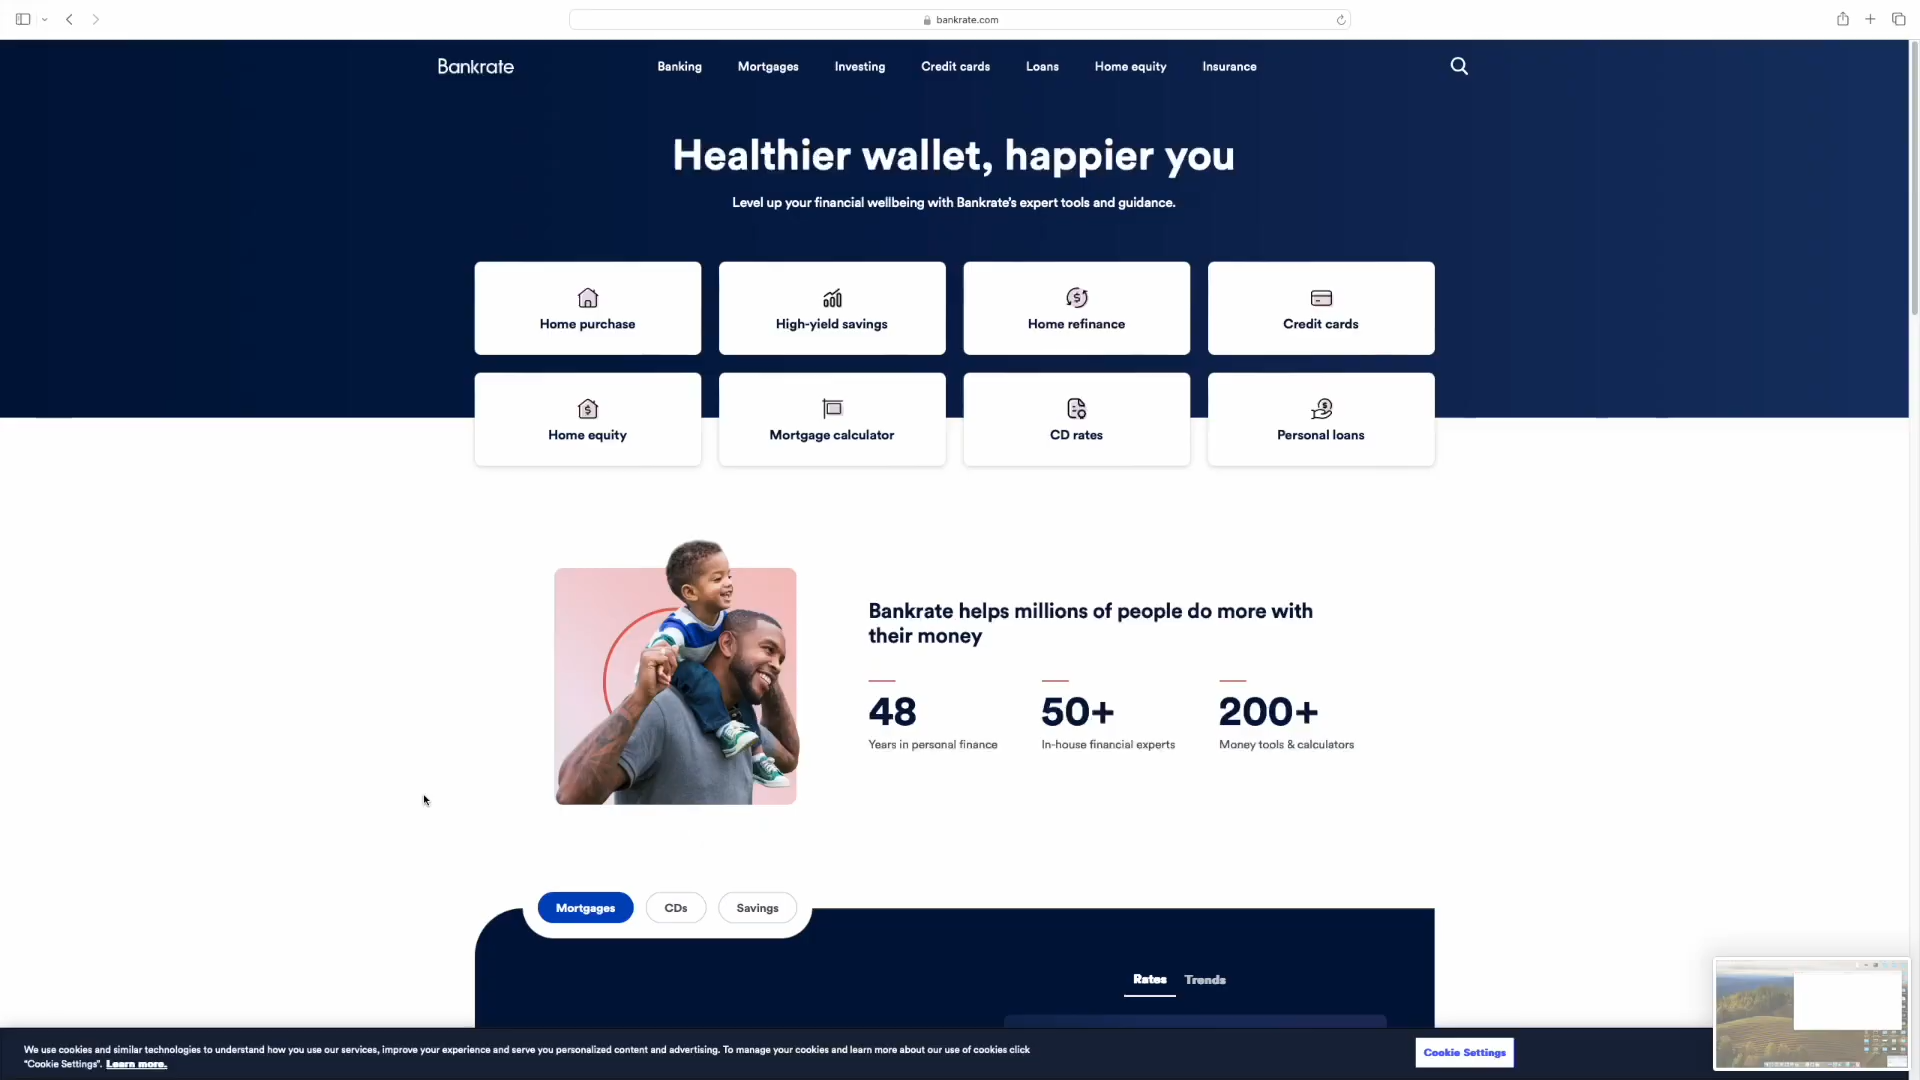 bankrate.com
Bankrate
Banking
Mortgages
Investing
Credit cards
Loans
Home equity
Insurance
Healthier wallet, happier you
Level up your financial wellbeing with Bankrate's expert tools and guidance.
Home purchase
High-yield savings
Home refinance
Credit cards
Home equity
Mortgage calculator
CD rates
Personal loans
Bankrate helps millions of people do more with
their money
48
50+
200+
Years in personal finance
In-house financial experts
Money tools & calculators
Mortgages
CDs
Savings
Rates
Trends
We use cookies and similar technologies to understand how you use our services, improve your experience and serve you personalized content and advertising. To manage your cookies and learn more about our use of cookies click
"Cookie Settings". Learn more.
Cookie Settings